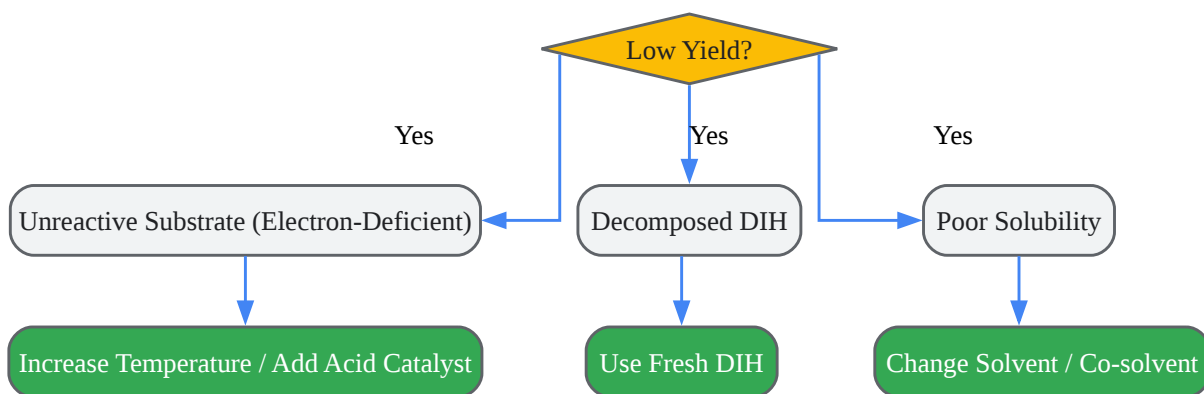 Low Yield?
Yes
Yes
Yes
Unreactive Substrate (Electron-Deficient)
Decomposed DIH
Poor Solubility
Increase Temperature / Add Acid Catalyst
Use Fresh DIH
Change Solvent / Co-solvent